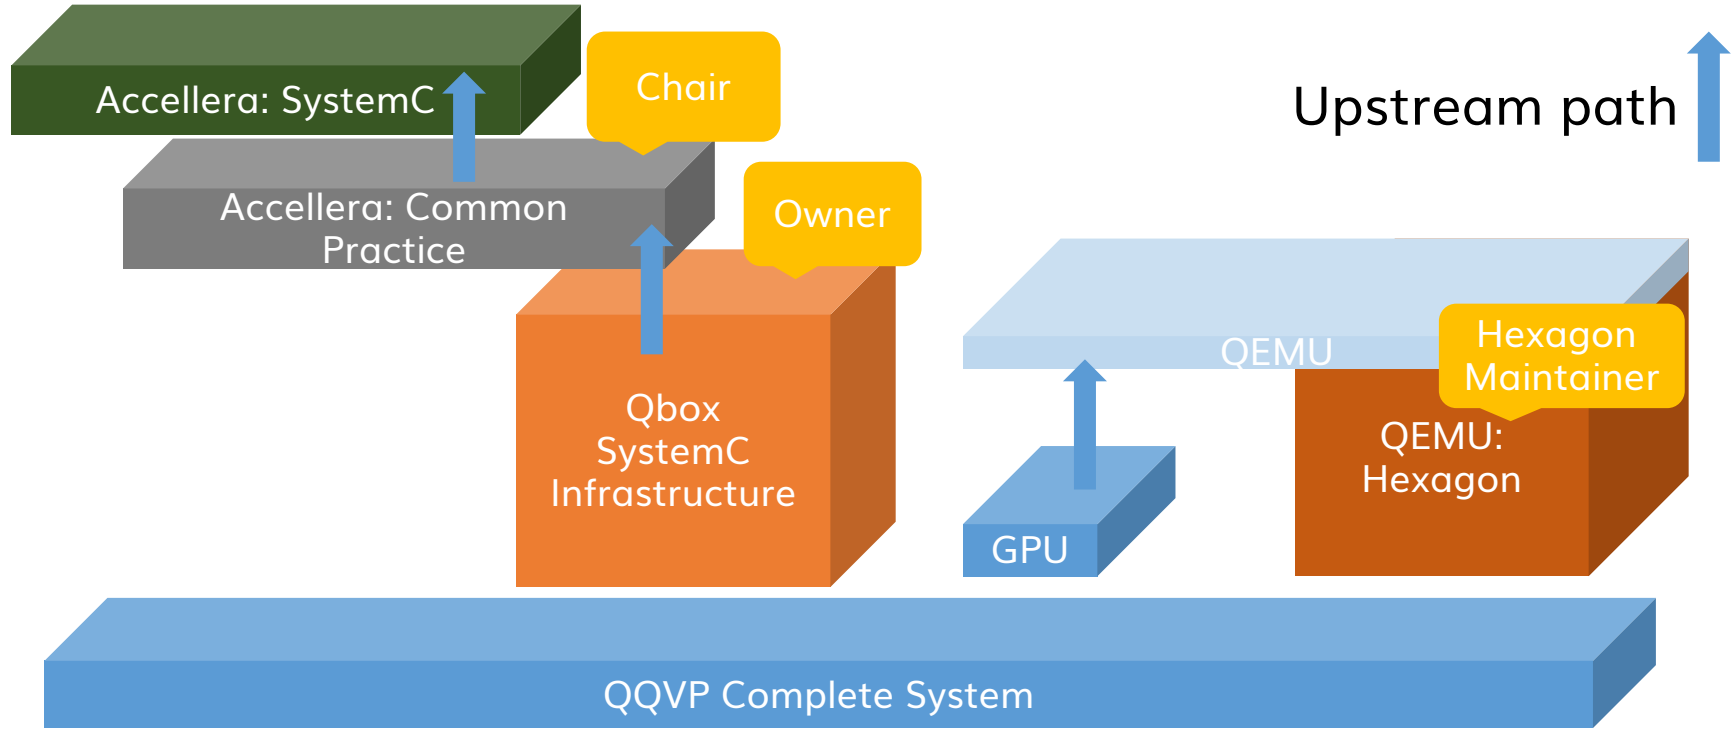 Accellera: SystemC
Chair
Upstream path
Accellera: Common
Practice
Owner
QEMU
Hexagon
Maintainer
Qbox
SystemC
Infrastructure
QEMU:
Hexagon
GPU
QQVP Complete System